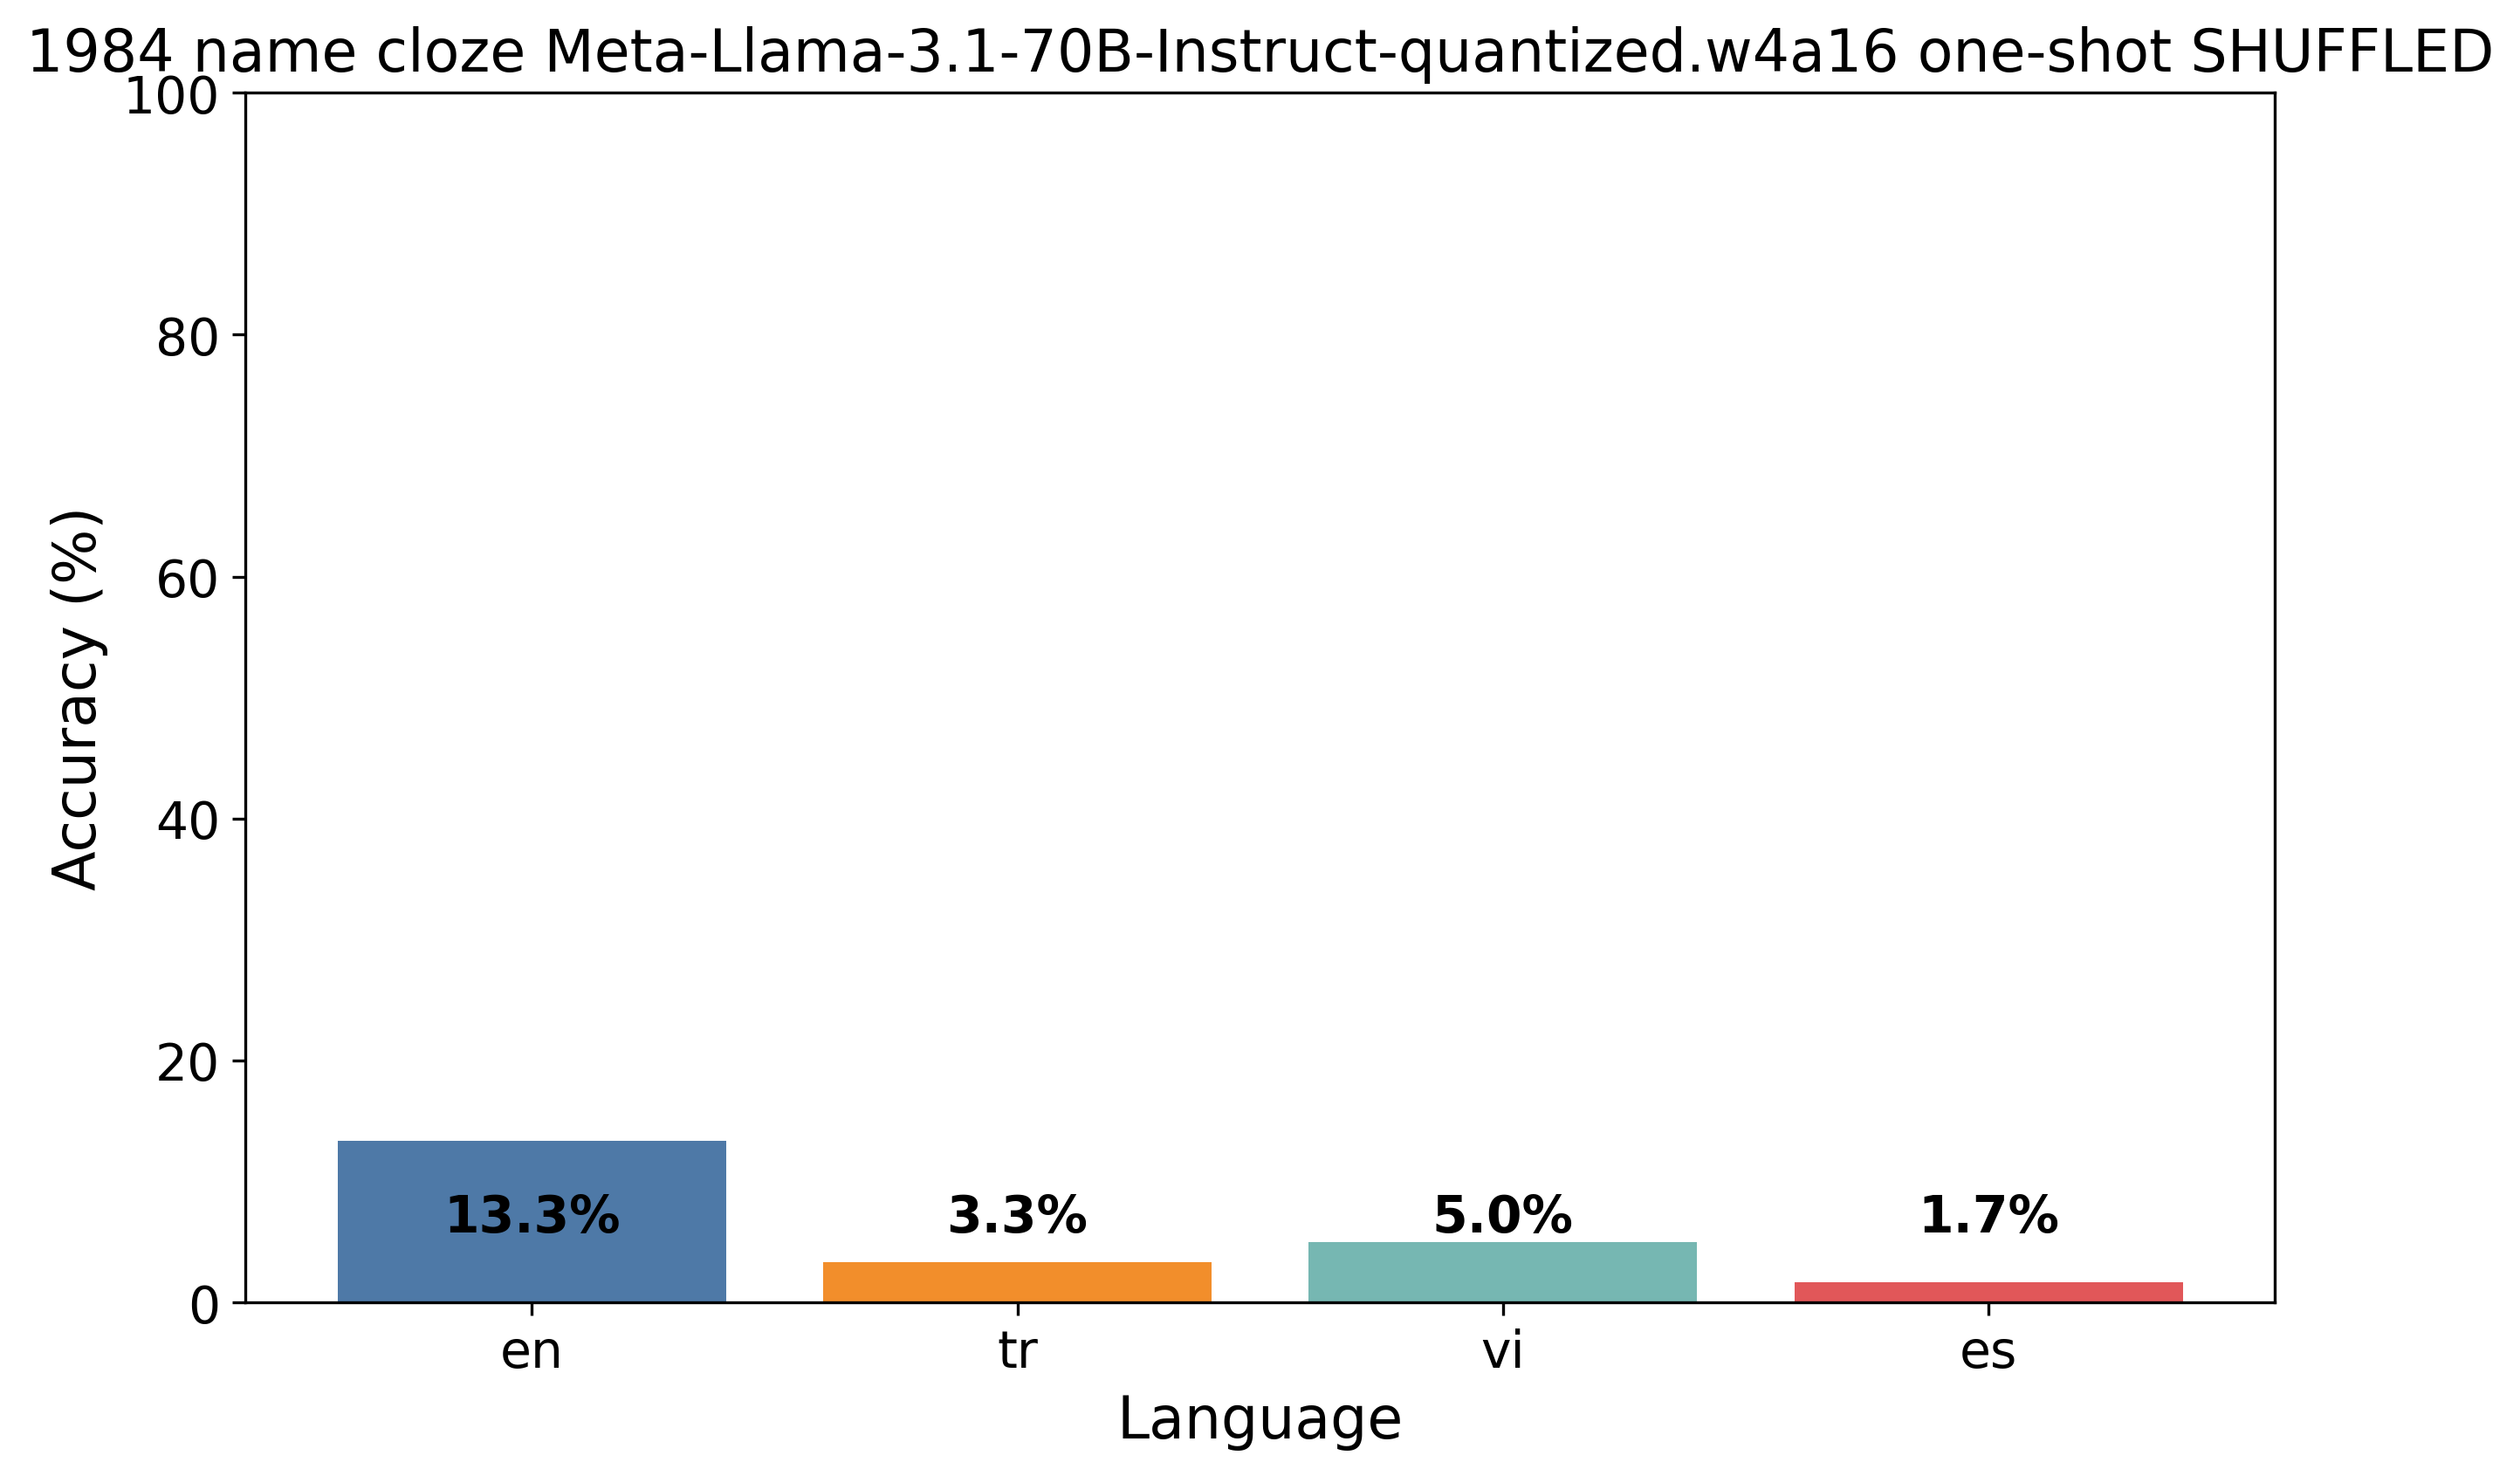 1984 name cloze Meta-Llama-3.1-70B-Instruct-quantized.w4a16 one-shot SHUFFLED
100
80
60
40
20
0
Accuracy (%)
13.3%
3.3%
5.0%
1.7%
en
tr
vi
es
Language